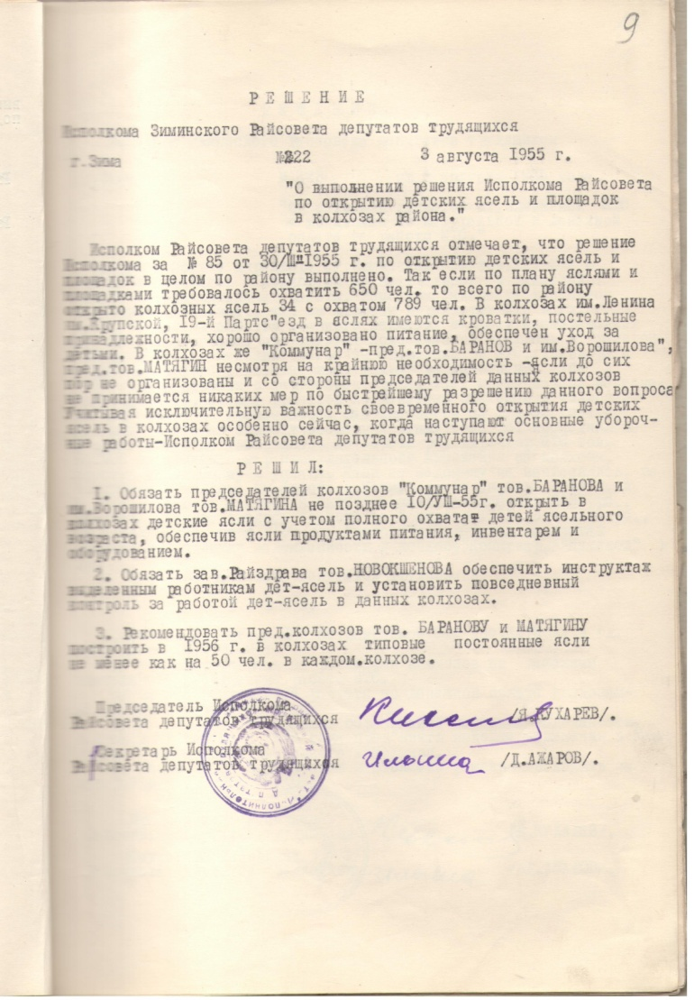 9
РЕШЕНИЕ
Исполкома Зиминского Райсовета депутатов трудящихся
г.Зима №222 3 августа 1955 г.
"О выполнении решения Исполкома Райсовета
по открытию детских ясель и площадок
в колхозах района."
Исполком Райсовета депутатов трудящихся отмечает, что решение
Исполкома за № 85 от 30/Ш-1955 г. по открытию детских ясель и
площадок в целом по району выполнено. Так если по плану яслями и
площадками требовалось охватить 650 чел. то всего по району
открыто колхозных ясель 34 с охватом 789 чел. В колхозах им.Ленина
им.Крупской, 19-й Партс"езд в яслях имеются кроватки, постельные
принадлежности, хорошо организовано питание, обеспечен уход за
детьми. В колхозах же "Коммунар" -пред.тов.БАРАНОВ и им.Ворошилова",
пред.тов.МАТЯГИН несмотря на крайнюю необходимость -ясли до сих
пор не организованы и со стороны председателей данных колхозов
не принимается никаких мер по быстрейшему разрешению данного вопроса
Учитывая исключительную важность своевременного открытия детских
ясель в колхозах особенно сейчас, когда наступают основные убороч-
ные работы-Исполком Райсовета депутатов трудящихся
РЕШИЛ:
1. Обязать председателей колхозов "Коммунар" тов.БАРАНОВА и
им.Ворошилова тов.МАТЯГИНА не позднее 10/УШ-55г. открыть в
колхозах детские ясли с учетом полного охвата детей ясельного
возраста, обеспечив ясли продуктами питания, инвентарем и
оборудованием.
2. Обязать зав.Райздрава тов.НОВОКШЕНОВА обеспечить инструктаж
выделенным работникам дет-ясель и установить повседневный
контроль за работой дет-ясель в данных колхозах.
3. Рекомендовать пред.колхозов тов. БАРАНОВУ и МАТЯГИНУ
построить в 1956 г. в колхозах типовые постоянные ясли
не менее как на 50 чел. в каждом.колхозе.
Председатель Исполкома
Райсовета депутатов трудящихся /Я.КУХАРЕВ/.
Секретарь Исполкома
Райсовета депутатов трудящихся /Д.АЖАРОВ/.